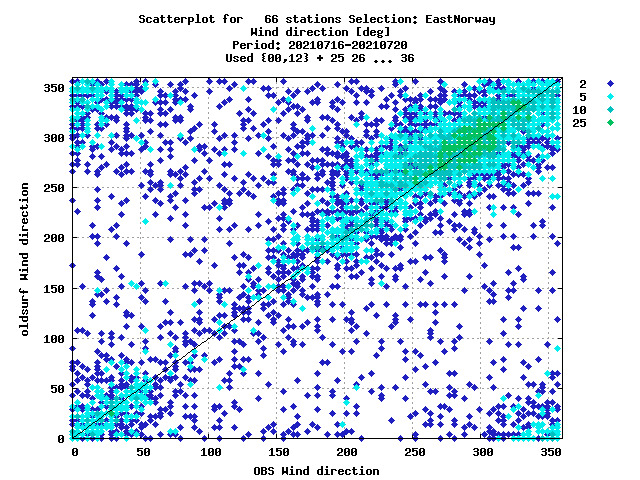 Scatterplot for   66 stations Selection: EastNorway
Wind direction [deg]
Period: 20210716-20210720
Used {00,12} + 25 26 ... 36
2
5
10
25
350
300
250
200
150
100
50
0
oldsurf Wind direction
0 50 100 150 200 250 300 350
OBS Wind direction